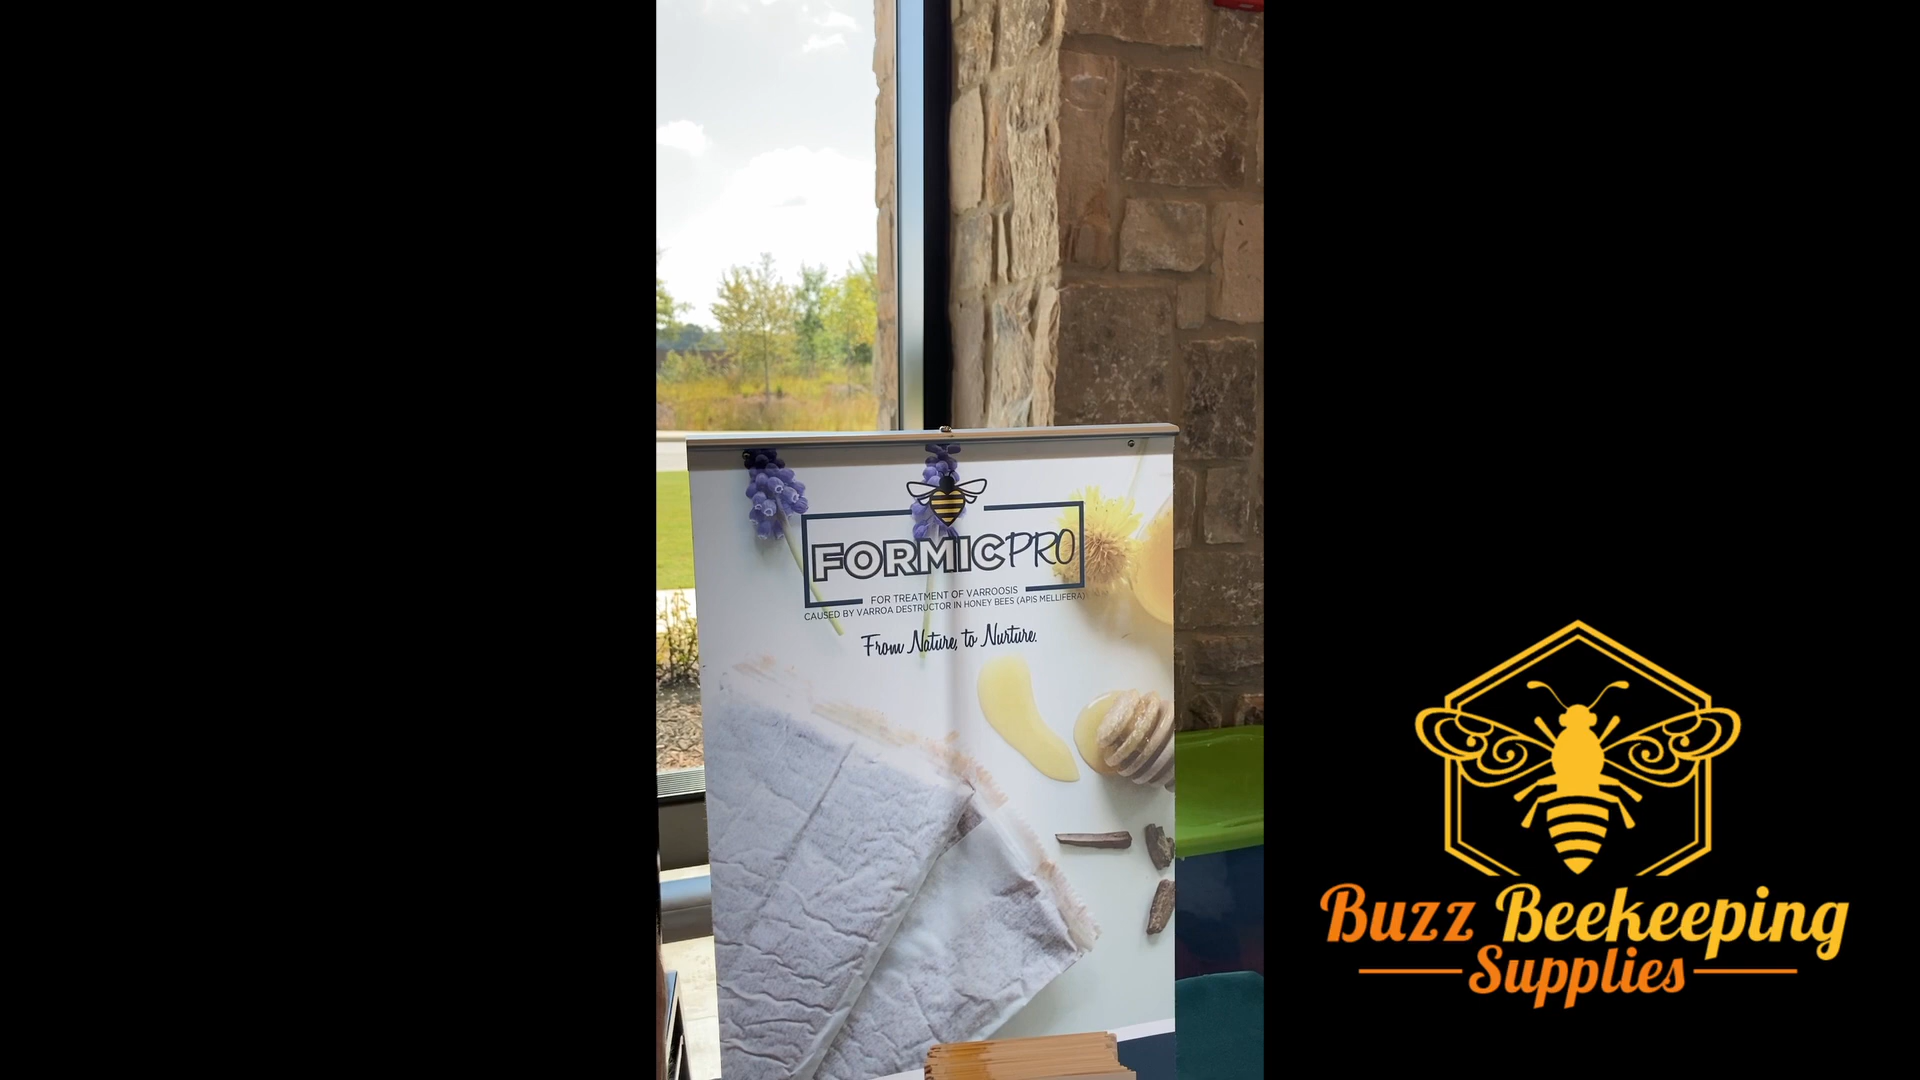 FORMICPRO
FOR TREATMENT OF VARROOSIS
CAUSED BY VARROA DESTRUCTOR IN HONEY BEES (APIS MELLIFERA)
From Nature, to Nurture.
Buzz Beekeeping
Supplies